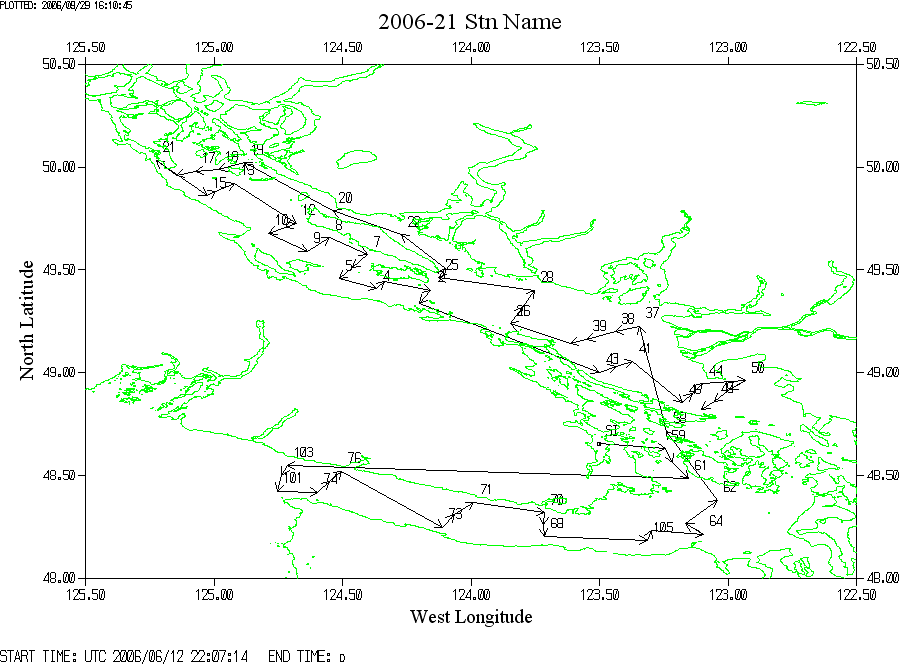 PLOTTED: 2006/09/29 16:10:45
2006-21 Stn Name
125.50 125.00 124.50 124.00 123.50 123.00 122.50
50.50 50.50
21 17 18 19
50.00 13 50.00
15
20
10 12 8 22
9 7
49.50 5 4 25 28 49.50
North Latitude
26 39 38 37
43 41
49.00 44 50 49.00
59
103 76 61
48.50 101 71 62 48.50
73 70 64
69 105
48.00 48.00
125.50 125.00 124.50 124.00 123.50 123.00 122.50
West Longitude
START TIME: UTC 2006/06/12 22:07:14 END TIME: 0